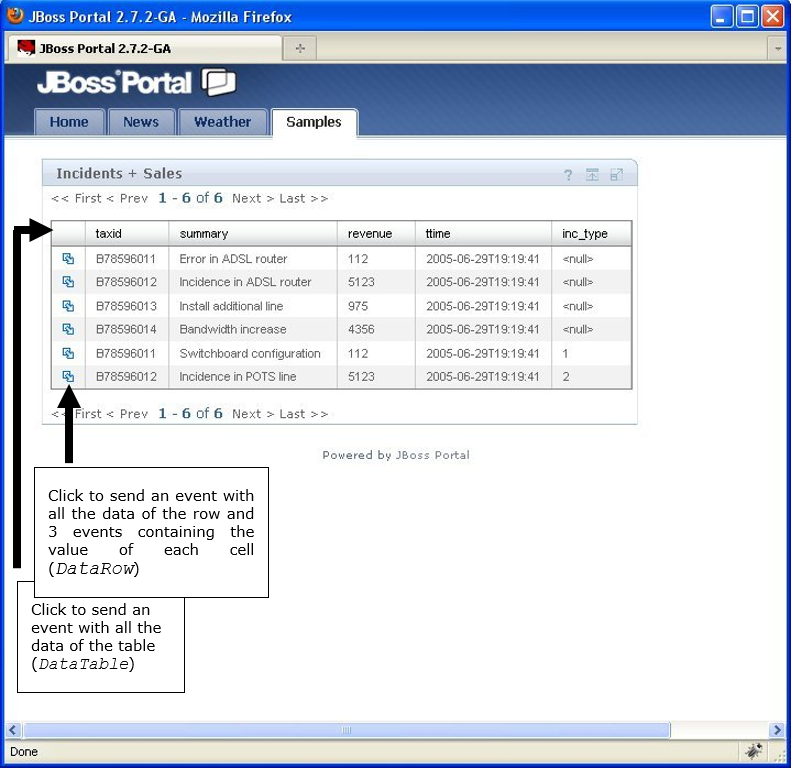 JBoss Portal 2.7.2-GA - Mozilla Firefox
JBoss Portal 2.7.2-GA
JBoss Portal
Home News Weather Samples
Incidents + Sales ?
<< First < Prev 1 - 6 of 6 Next > Last >>
taxid summary revenue ttime inc_type
B78596011 Error in ADSL router 112 2005-06-29T19:19:41 <null>
B78596012 Incidence in ADSL router 5123 2005-06-29T19:19:41 <null>
B78596013 Install additional line 975 2005-06-29T19:19:41 <null>
B78596014 Bandwidth increase 4356 2005-06-29T19:19:41 <null>
B78596011 Switchboard configuration 112 2005-06-29T19:19:41 1
B78596012 Incidence in POTS line 5123 2005-06-29T19:19:41 2
<< First < Prev 1 - 6 of 6 Next > Last >>
Powered by JBoss Portal
Click to send an event with
all the data of the row and
3 events containing the
value of each cell
(DataRow)
Click to send an
event with all the
data of the table
(DataTable)
Done